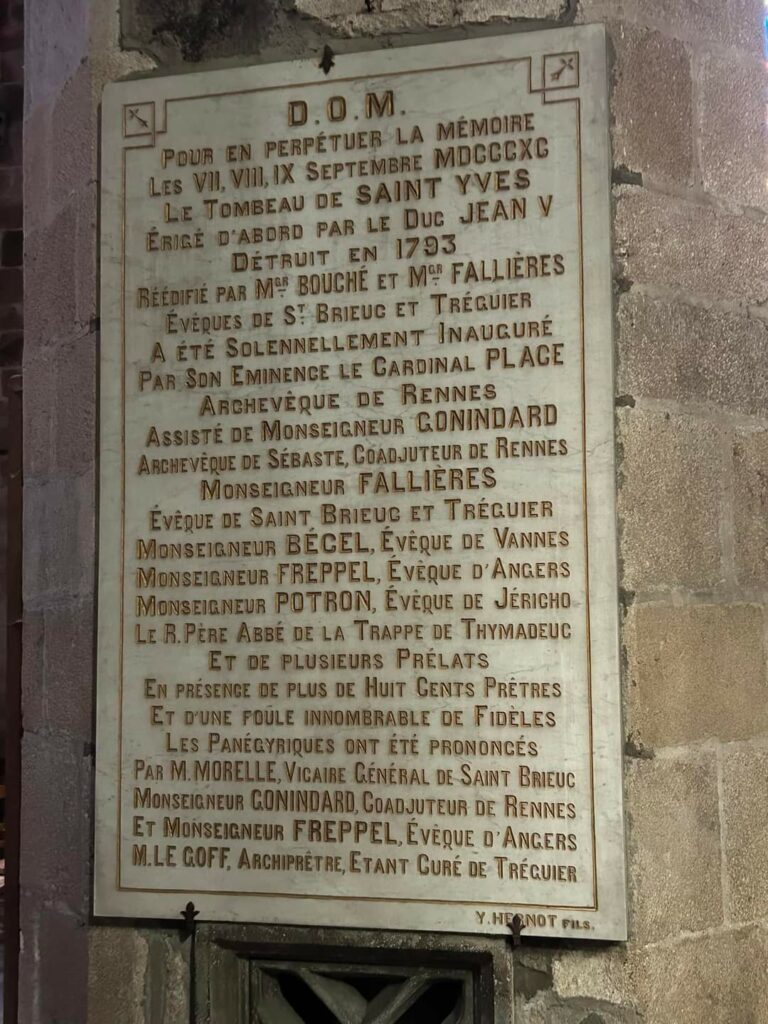 D.O.M.
Pour en perpétuer la mémoire
Les VII, VIII, IX Septembre MDCCCXC
Le Tombeau de SAINT YVES
Érigé d'abord par le Duc JEAN V
Détruit en 1793
Réédifié par Mgr BOUCHÉ et Mgr FALLIÈRES
Évêques de St Brieuc et Tréguier
A été Solennellement Inauguré
Par Son Eminence le Cardinal PLACE
Archevêque de Rennes
Assisté de Monseigneur GONINDARD
Archevêque de Sébaste, Coadjuteur de Rennes
Monseigneur FALLIÈRES
Évêque de Saint Brieuc et Tréguier
Monseigneur BÉCEL, Évêque de Vannes
Monseigneur FREPPEL, Évêque d'Angers
Monseigneur POTRON, Évêque de Jéricho
Le R. Père Abbé de la Trappe de Thymadeuc
Et de plusieurs Prélats
En présence de plus de Huit Cents Prêtres
Et d'une foule innombrable de Fidèles
Les Panégyriques ont été prononcés
Par M. MORELLE, Vicaire Général de Saint Brieuc
Monseigneur GONINDARD, Coadjuteur de Rennes
Et Monseigneur FREPPEL, Évêque d'Angers
M. LE GOFF, Archiprêtre, Etant Curé de Tréguier
Y. HERNOT FILS.